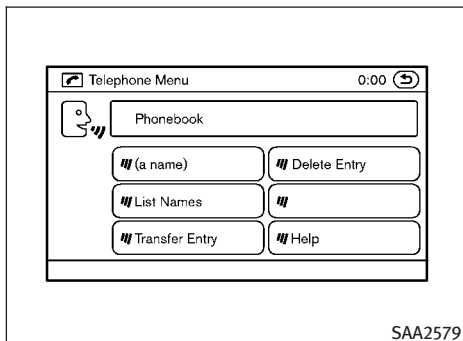 Telephone Menu 0:00
Phonebook
(a name) Delete Entry
List Names
Transfer Entry Help
SAA2579